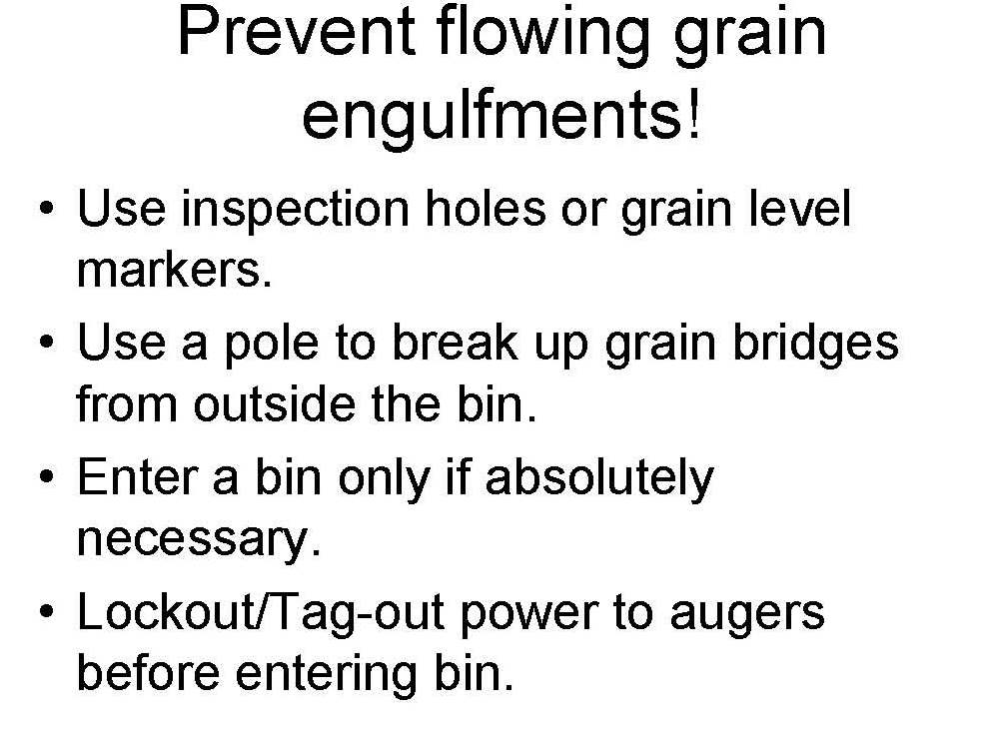 Prevent flowing grain
engulfments!
• Use inspection holes or grain level
markers.
• Use a pole to break up grain bridges
from outside the bin.
• Enter a bin only if absolutely
necessary.
• Lockout/Tag-out power to augers
before entering bin.